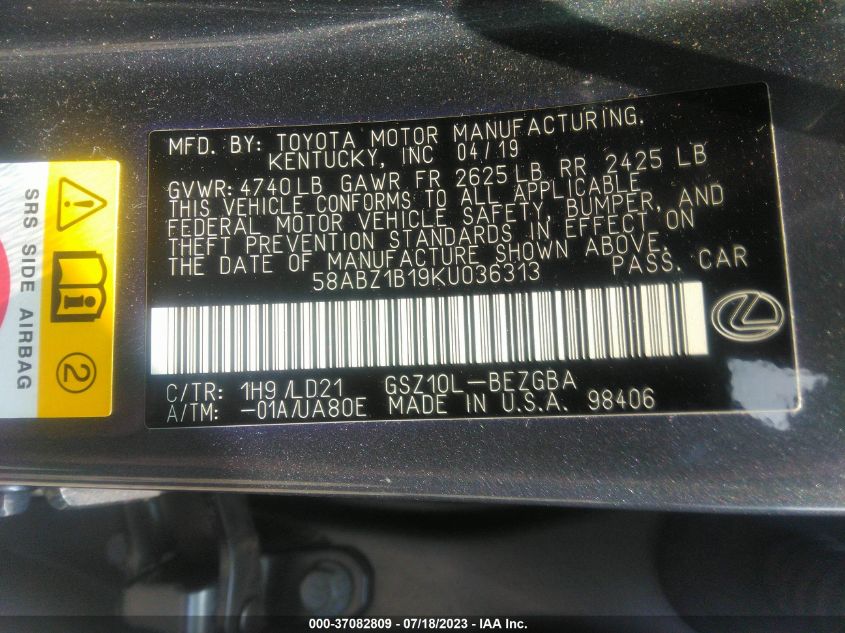 MFD. BY: TOYOTA MOTOR MANUFACTURING.
KENTUCKY, INC 04/19
GVWR: 4740LB GAWR FR 2625 LB RR 2425 LB
THIS VEHICLE CONFORMS TO ALL APPLICABLE
FEDERAL MOTOR VEHICLE SAFETY, BUMPER, AND
THEFT PREVENTION STANDARDS IN EFFECT ON
THE DATE OF MANUFACTURE SHOWN ABOVE.
58ABZ1B19KU036313 PASS. CAR
C/TR: 1H9 /LD21 GSZ10L-BEZGBA
A/TM: -01A/UA80E MADE IN U.S.A. 98406
SRS SIDE AIRBAG
2
000-37082809 - 07/18/2023 - IAA Inc.